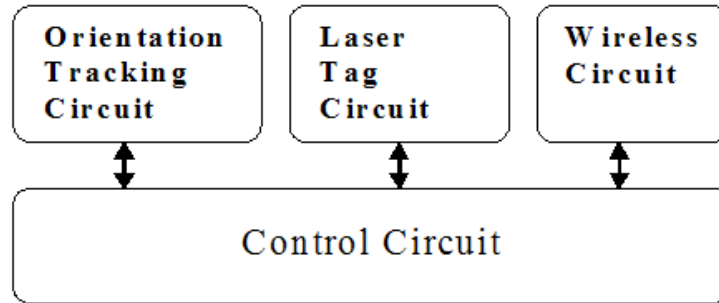 Orientation
Tracking
Circuit
Laser
Tag
Circuit
Wireless
Circuit
Control Circuit